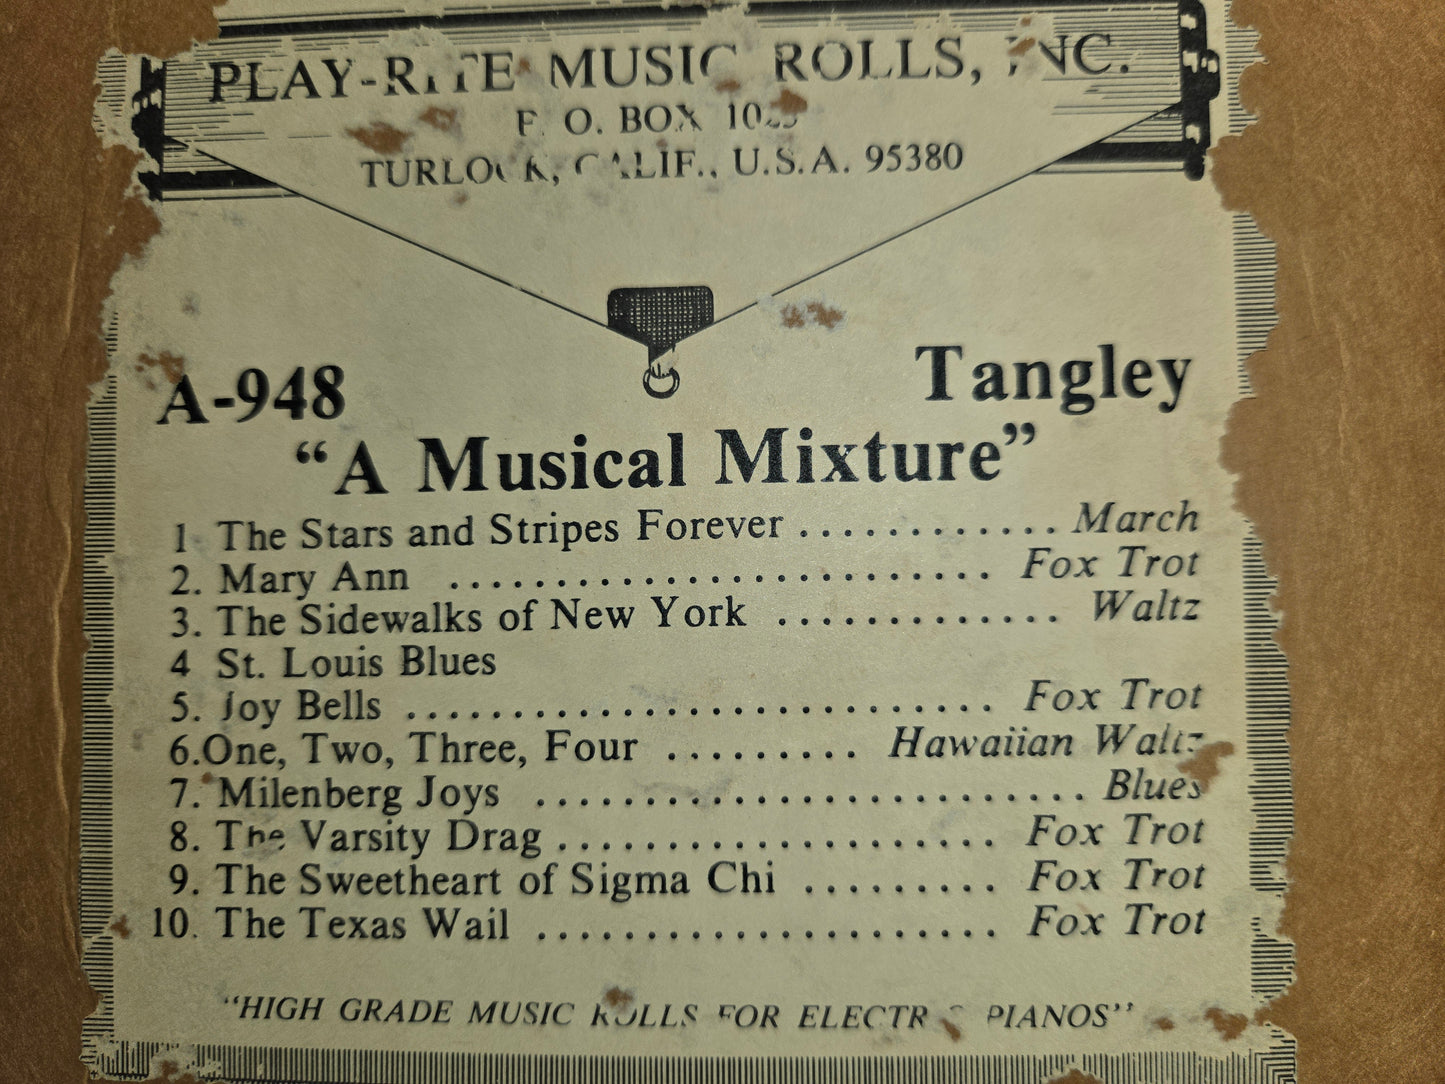 PLAY-RITE MUSIC ROLLS, INC.
P. O. BOX
TURLOCK, CALIF., U.S.A. 95380
A-948 Tangley
“A Musical Mixture”
1. The Stars and Stripes Forever ............ March
2. Mary Ann ......................... Fox Trot
3. The Sidewalks of New York ............. Waltz
4 St. Louis Blues
5. Joy Bells ............................ Fox Trot
6.One, Two, Three, Four ......... Hawaiian Waltz
7. Milenberg Joys .......................... Blues
8. The Varsity Drag ..................... Fox Trot
9. The Sweetheart of Sigma Chi ......... Fox Trot
10. The Texas Wail ...................... Fox Trot
"HIGH GRADE MUSIC ROLLS FOR ELECTRIC PIANOS"